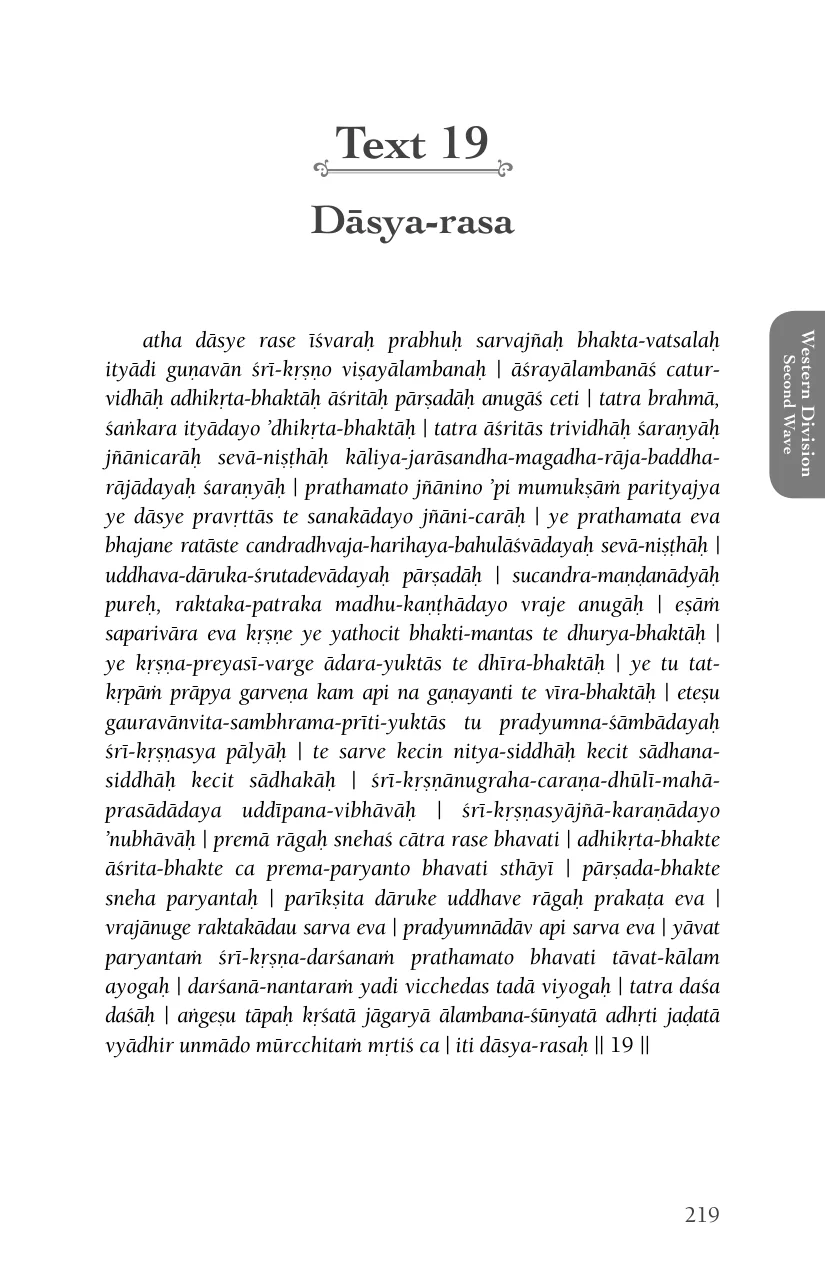 Text 19
Dāsya-rasa
atha dāsye rase īśvaraḥ prabhuḥ sarvajñaḥ bhakta-vatsalaḥ
ityādi guṇavān śrī-kṛṣṇo viṣayālambanaḥ | āśrayālambanāś catur-
vidhāḥ adhikṛta-bhaktāḥ āśritāḥ pārṣadāḥ anugāś ceti | tatra brahmā,
śaṅkara ityādayo ’dhikṛta-bhaktāḥ | tatra āśritās trividhāḥ śaraṇyāḥ
jñānicarāḥ sevā-niṣṭhāḥ kāliya-jarāsandha-magadha-rāja-baddha-
rājādayaḥ śaraṇyāḥ | prathamato jñānino ’pi mumukṣāṁ parityajya
ye dāsye pravṛttās te sanakādayo jñāni-carāḥ | ye prathamata eva
bhajane ratāste candradhvaja-harihaya-bahulāśvādayaḥ sevā-niṣṭhāḥ |
uddhava-dāruka-śrutadevādayaḥ pārṣadāḥ | sucandra-maṇḍanādyāḥ
pureḥ, raktaka-patraka madhu-kaṇṭhādayo vraje anugāḥ | eṣāṁ
saparivāra eva kṛṣṇe ye yathocit bhakti-mantas te dhurya-bhaktāḥ |
ye kṛṣṇa-preyasī-varge ādara-yuktās te dhīra-bhaktāḥ | ye tu tat-
kṛpāṁ prāpya garveṇa kam api na gaṇayanti te vīra-bhaktāḥ | eteṣu
gauravānvita-sambhrama-prīti-yuktās tu pradyumna-śāmbādayaḥ
śrī-kṛṣṇasya pālyāḥ | te sarve kecin nitya-siddhāḥ kecit sādhana-
siddhāḥ kecit sādhakāḥ | śrī-kṛṣṇānugraha-caraṇa-dhūlī-mahā-
prasādādaya uddīpana-vibhāvāḥ | śrī-kṛṣṇasyājñā-karaṇādayo
’nubhāvāḥ | premā rāgaḥ snehaś cātra rase bhavati | adhikṛta-bhakte
āśrita-bhakte ca prema-paryanto bhavati sthāyī | pārṣada-bhakte
sneha paryantaḥ | parīkṣita dāruke uddhave rāgaḥ prakaṭa eva |
vrajānuge raktakādau sarva eva | pradyumnādāv api sarva eva | yāvat
paryantaṁ śrī-kṛṣṇa-darśanaṁ prathamato bhavati tāvat-kālam
ayogaḥ | darśanā-nantaraṁ yadi vicchedas tadā viyogaḥ | tatra daśa
daśāḥ | aṅgeṣu tāpaḥ kṛśatā jāgaryā ālambana-śūnyatā adhṛti jaḍatā
vyādhir unmādo mūrcchitaṁ mṛtiś ca | iti dāsya-rasaḥ || 19 ||
Western Division
Second Wave
219